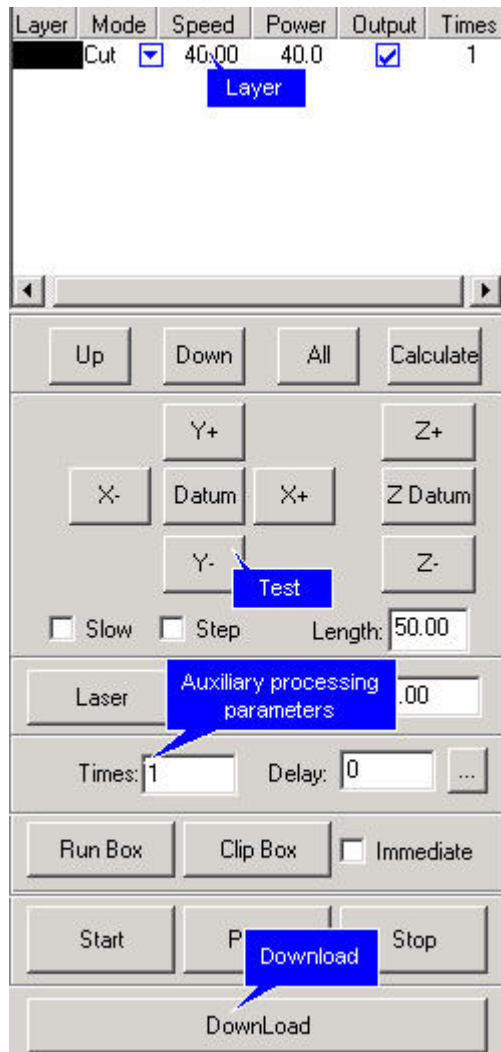 Layer Mode Speed Power Output Times
Cut 40.00 40.0 1
Layer
Up Down All Calculate
Y+ Z+
X- Datum X+ Z Datum
Y- Z-
Test
Slow Step Length: 50.00
Laser .00
Auxiliary processing
parameters
Times: 1 Delay: 0 ...
Run Box Clip Box Immediate
Start P Stop
Download
DownLoad